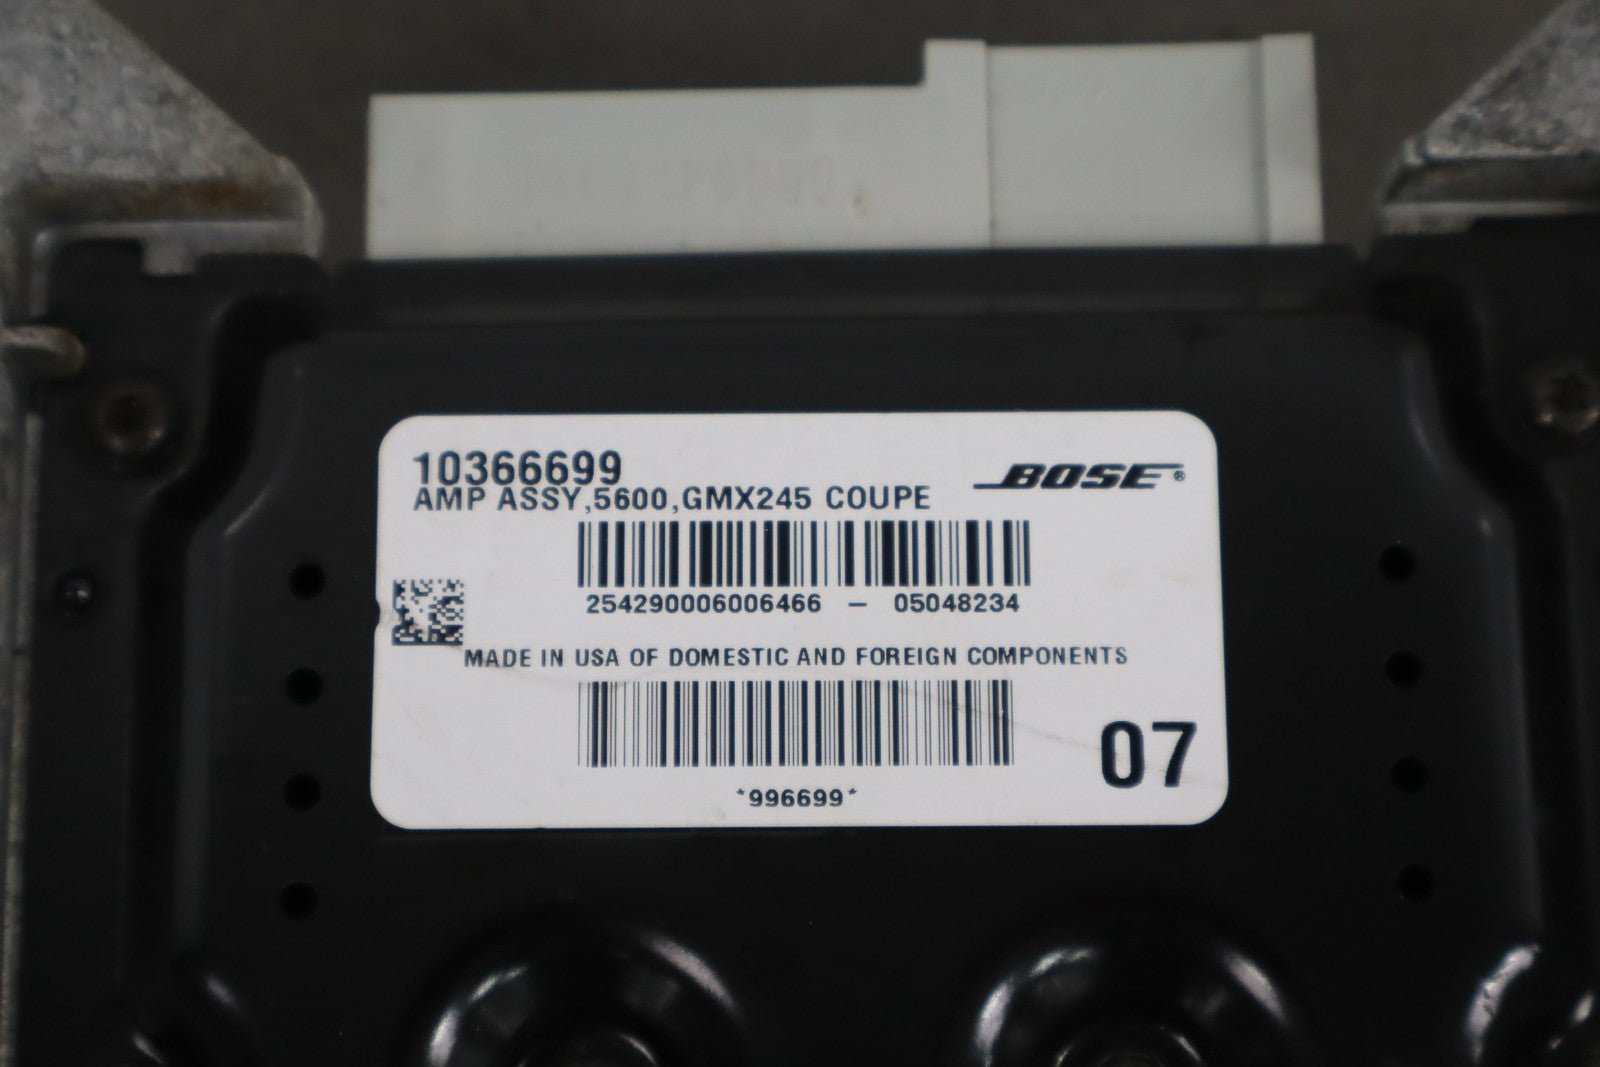 10366699
BOSE®
AMP ASSY,5600,GMX245 COUPE
254290006006466 – 05048234
MADE IN USA OF DOMESTIC AND FOREIGN COMPONENTS
07
*996699*